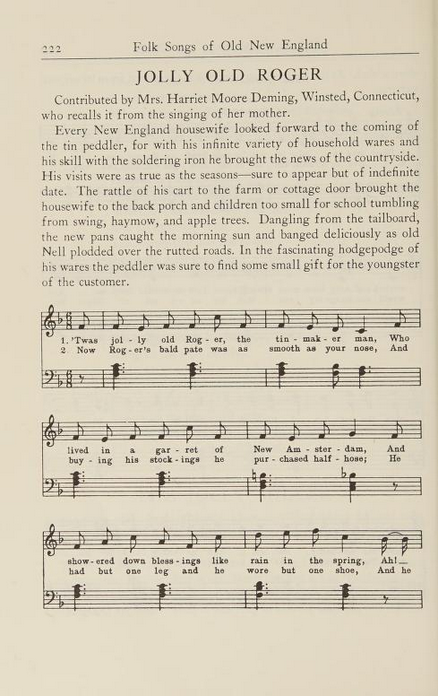 222 Folk Songs of Old New England
JOLLY OLD ROGER
Contributed by Mrs. Harriet Moore Deming, Winsted, Connecticut,
who recalls it from the singing of her mother.
Every New England housewife looked forward to the coming of
the tin peddler, for with his infinite variety of household wares and
his skill with the soldering iron he brought the news of the countryside.
His visits were as true as the seasons—sure to appear but of indefinite
date. The rattle of his cart to the farm or cottage door brought the
housewife to the back porch and children too small for school tumbling
from swing, haymow, and apple trees. Dangling from the tailboard,
the new pans caught the morning sun and banged deliciously as old
Nell plodded over the rutted roads. In the fascinating hodgepodge of
his wares the peddler was sure to find some small gift for the youngster
of the customer.
1. 'Twas jol - ly old Rog - er, the tin - mak - er man, Who
2 Now Rog - er's bald pate was as smooth as your nose, And
lived in a gar - ret of New Am - ster - dam, And
buy - ing his stock - ings he pur - chased half - hose; He
show - ered down bless - ings like rain in the spring, Ah!
had but one leg and he wore but one shoe, And he